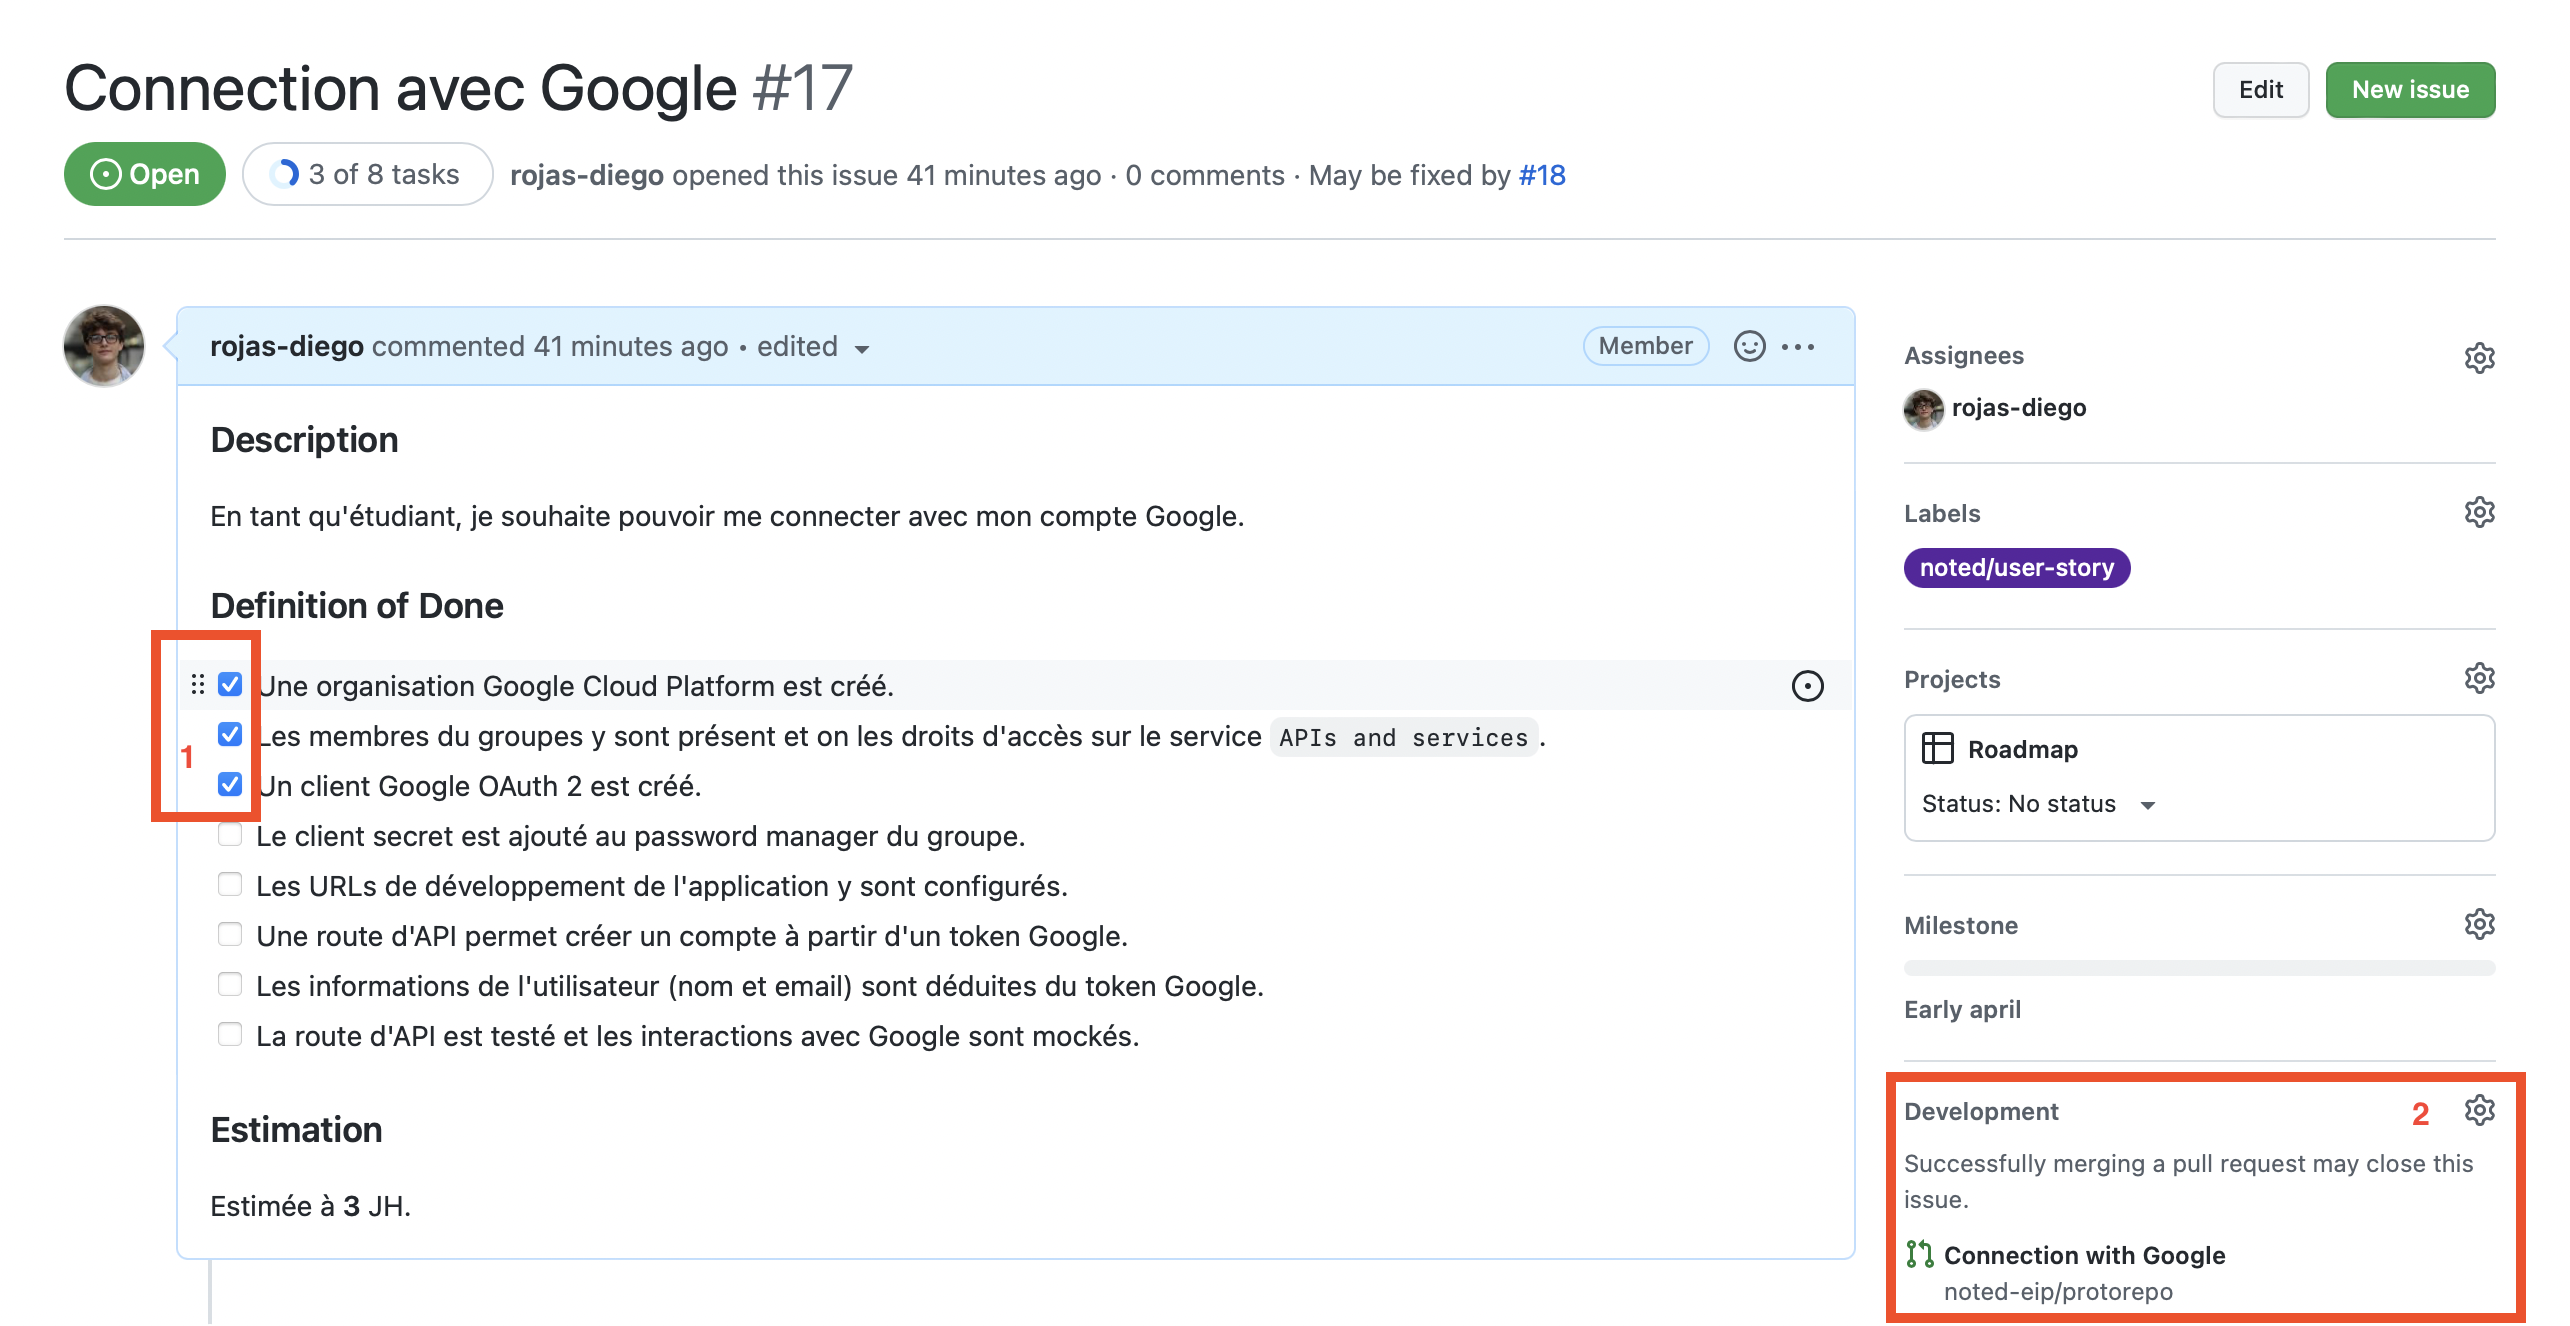 Connection avec Google #17
Edit
New issue
Open
3 of 8 tasks
rojas-diego opened this issue 41 minutes ago · 0 comments · May be fixed by #18
rojas-diego commented 41 minutes ago • edited
Member
Description
En tant qu'étudiant, je souhaite pouvoir me connecter avec mon compte Google.
Definition of Done
1
Une organisation Google Cloud Platform est créé.
Les membres du groupes y sont présent et on les droits d'accès sur le service APIs and services.
Un client Google OAuth 2 est créé.
Le client secret est ajouté au password manager du groupe.
Les URLs de développement de l'application y sont configurés.
Une route d'API permet créer un compte à partir d'un token Google.
Les informations de l'utilisateur (nom et email) sont déduites du token Google.
La route d'API est testé et les interactions avec Google sont mockés.
Estimation
Estimée à 3 JH.
Assignees
rojas-diego
Labels
noted/user-story
Projects
Roadmap
Status: No status
Milestone
Early april
Development
2
Successfully merging a pull request may close this
issue.
Connection with Google
noted-eip/protorepo